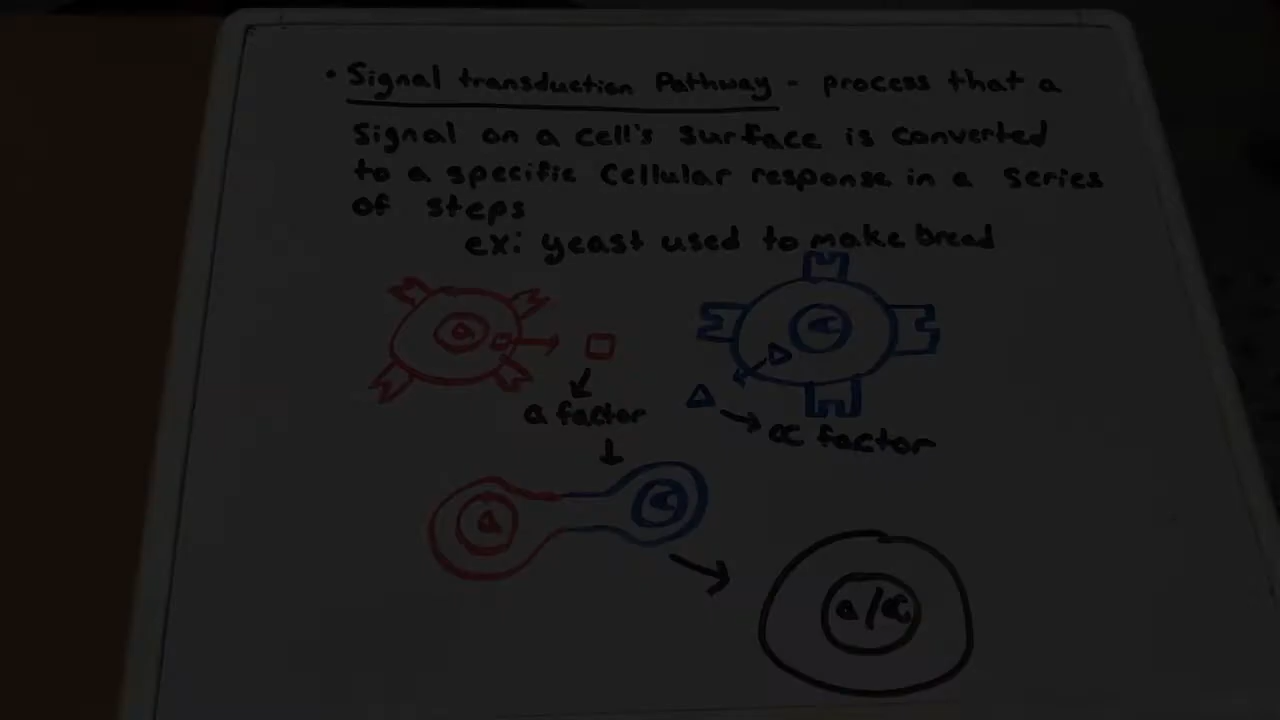 • Signal transduction Pathway - process that a
Signal on a cell's surface is converted
to a specific cellular response in a series
of steps
ex: yeast used to make bread
a
α
a factor
α factor
a
α
a/α